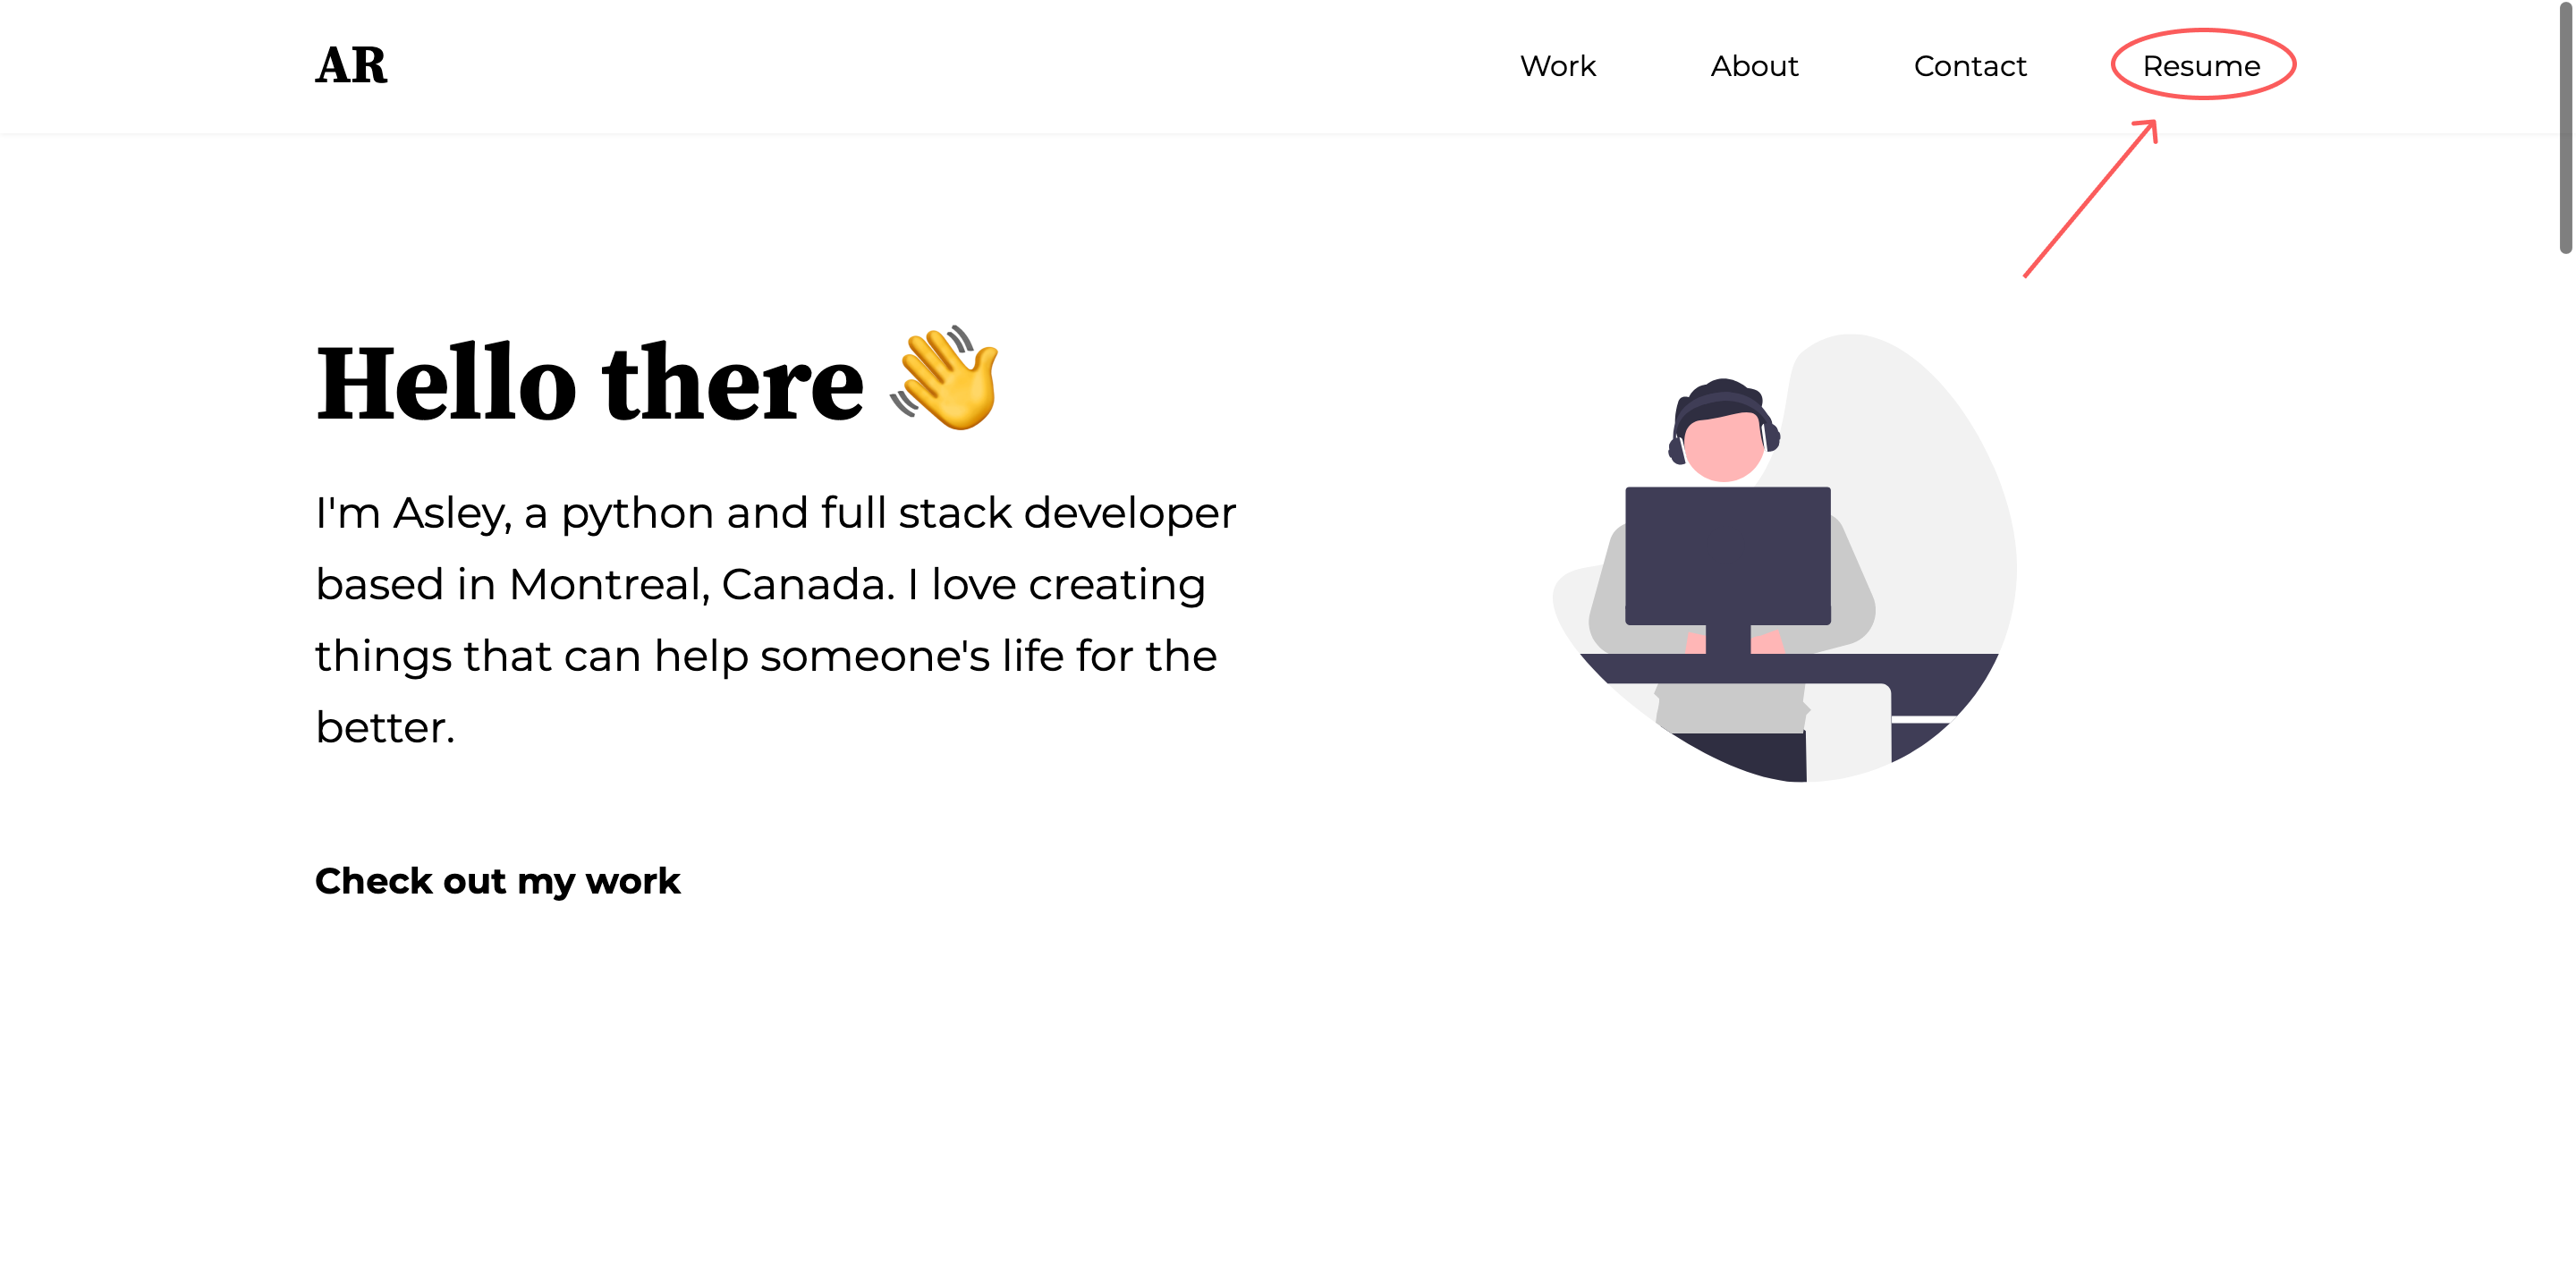 AR
Work About Contact Resume
Hello there 👋
I'm Asley, a python and full stack developer
based in Montreal, Canada. I love creating
things that can help someone's life for the
better.
Check out my work